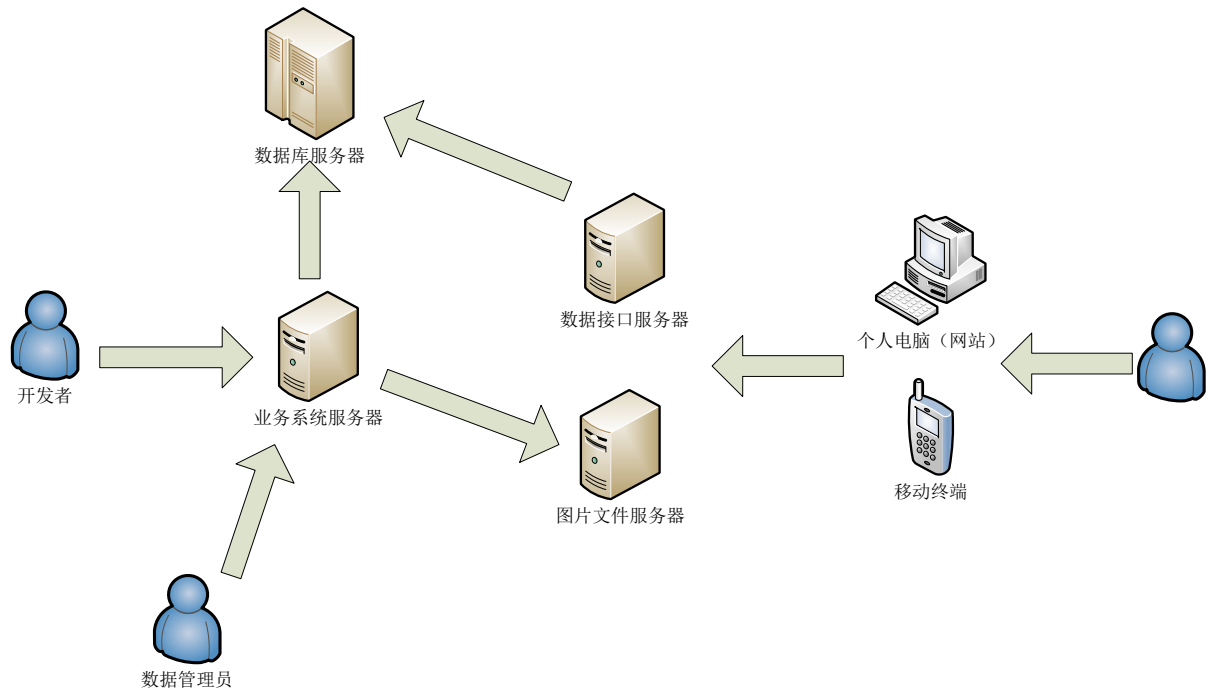 数据库服务器
数据接口服务器
个人电脑（网站）
开发者
业务系统服务器
移动终端
图片文件服务器
数据管理员